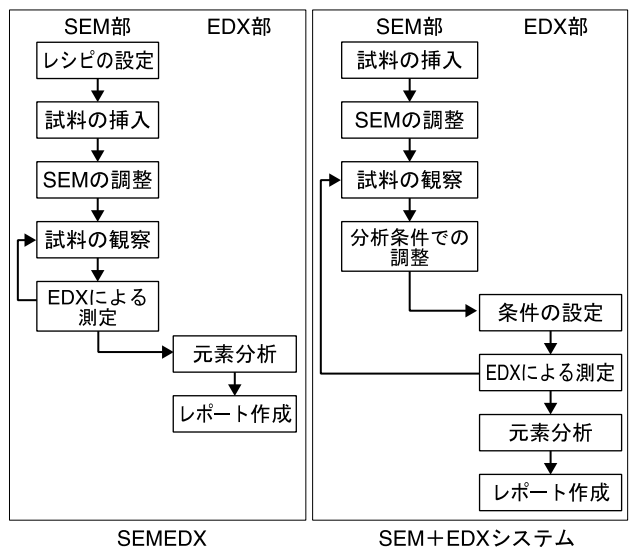 SEM部
EDX部
レシピの設定
試料の挿入
SEMの調整
試料の観察
EDXによる
測定
元素分析
レポート作成
SEMEDX
SEM部
EDX部
試料の挿入
SEMの調整
試料の観察
分析条件での
調整
条件の設定
EDXによる測定
元素分析
レポート作成
SEM＋EDXシステム